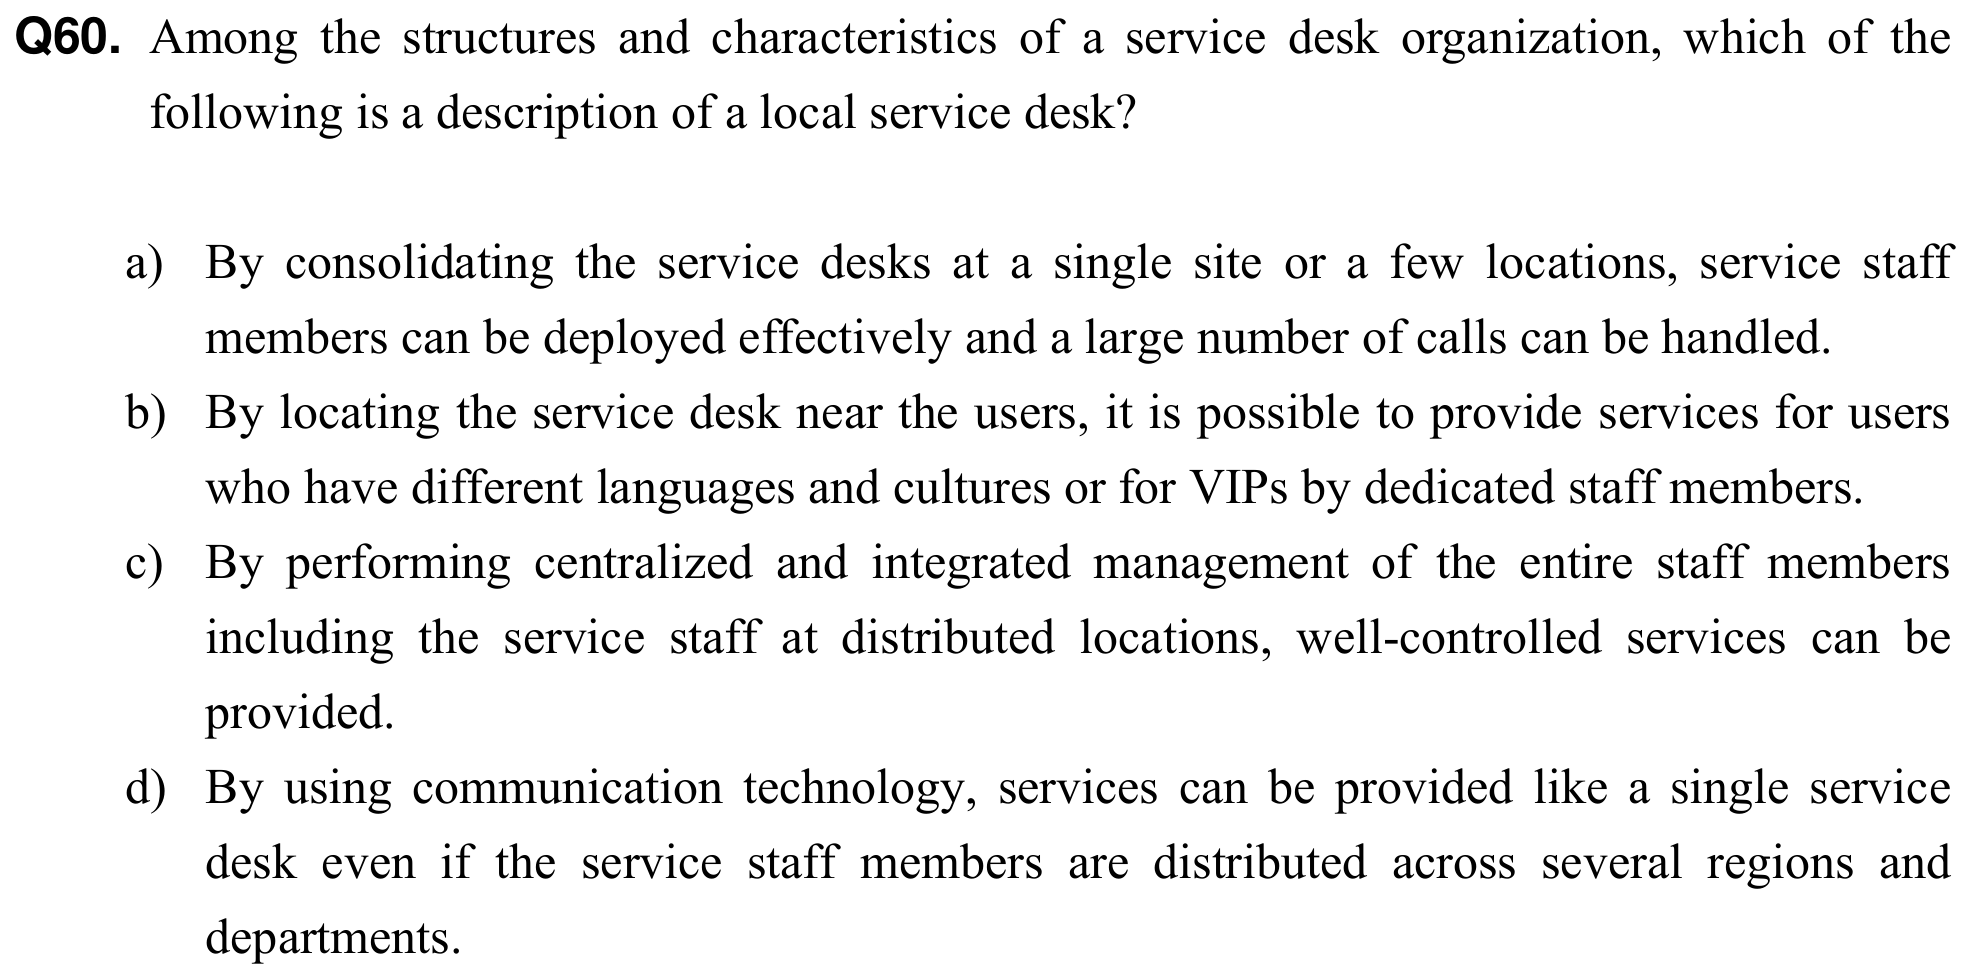 Q60. Among the structures and characteristics of a service desk organization, which of the
following is a description of a local service desk?
a) By consolidating the service desks at a single site or a few locations, service staff
members can be deployed effectively and a large number of calls can be handled.
b) By locating the service desk near the users, it is possible to provide services for users
who have different languages and cultures or for VIPs by dedicated staff members.
c) By performing centralized and integrated management of the entire staff members
including the service staff at distributed locations, well-controlled services can be
provided.
d) By using communication technology, services can be provided like a single service
desk even if the service staff members are distributed across several regions and
departments.